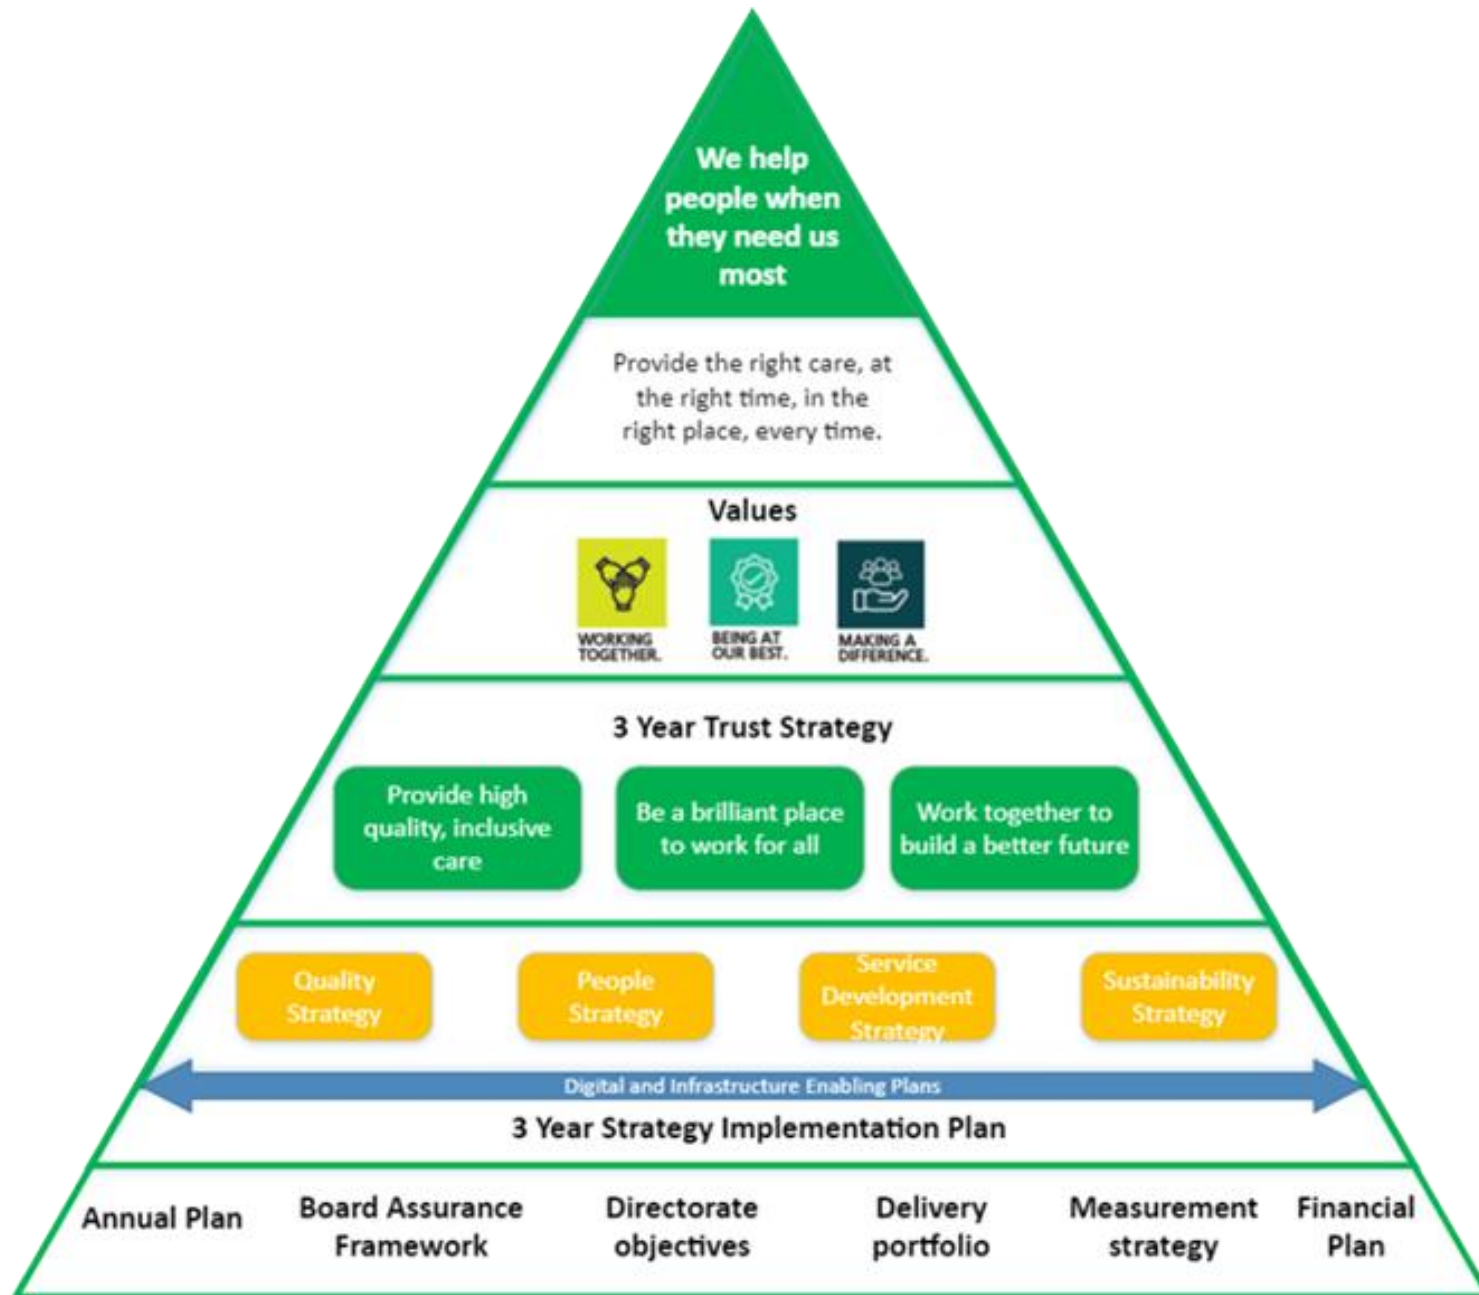 We help
people when
they need us
most
Provide the right care, at
the right time, in the
right place, every time.
Values
WORKING
TOGETHER.
BEING AT
OUR BEST.
MAKING A
DIFFERENCE.
3 Year Trust Strategy
Provide high
quality, inclusive
care
Be a brilliant place
to work for all
Work together to
build a better future
Quality
Strategy
People
Strategy
Service
Development
Strategy
Sustainability
Strategy
Digital and Infrastructure Enabling Plans
3 Year Strategy Implementation Plan
Annual Plan
Board Assurance
Framework
Directorate
objectives
Delivery
portfolio
Measurement
strategy
Financial
Plan